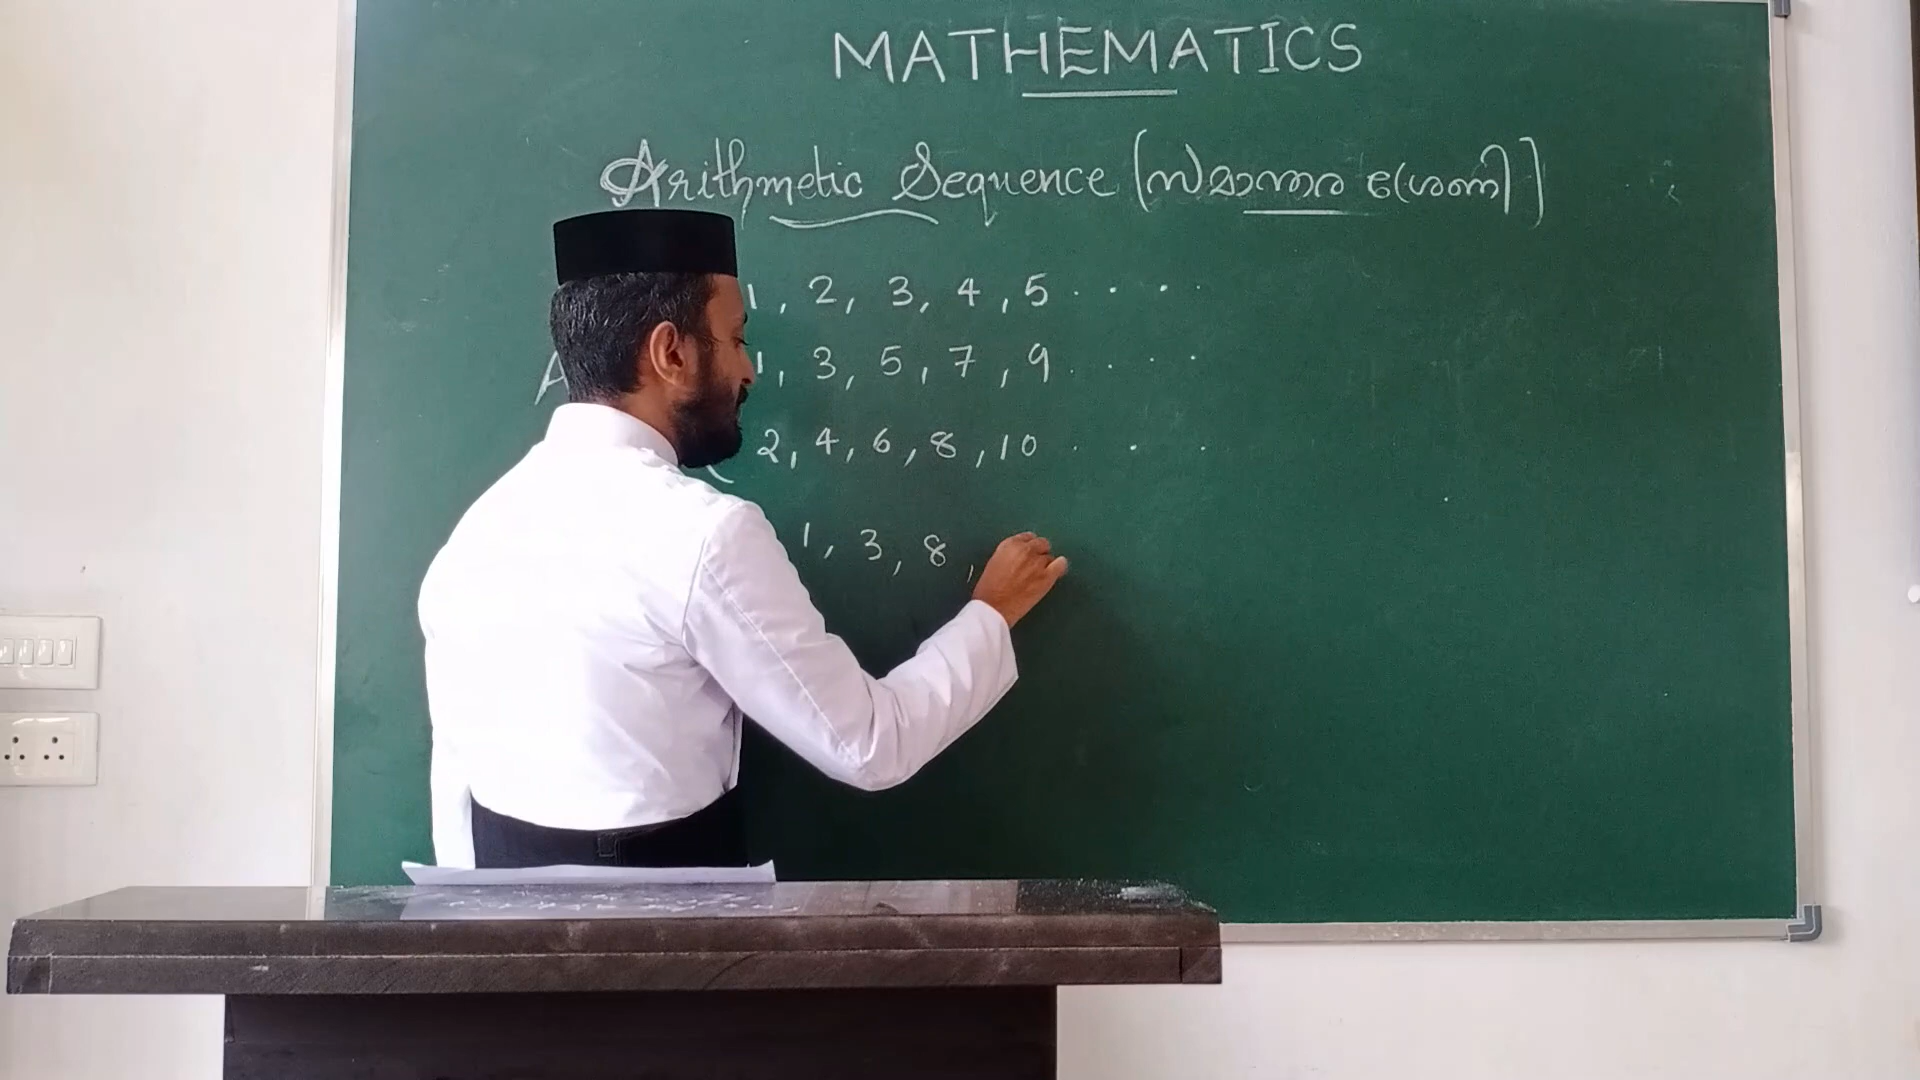 MATHEMATICS
Arithmetic Sequence (സമാന്തര ശ്രേണി]
1, 2, 3, 4, 5 . . . .
A 1, 3, 5, 7, 9 . . . .
2, 4, 6, 8, 10 . . .
1, 3, 8,